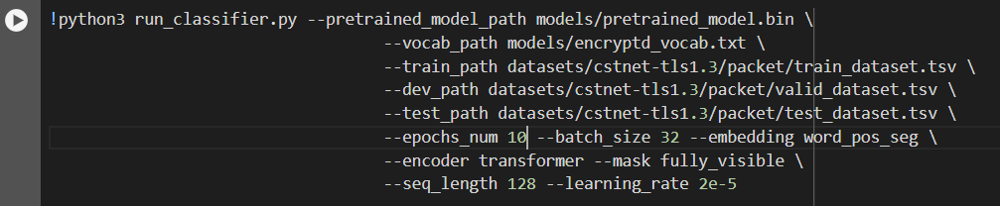 !python3 run_classifier.py --pretrained_model_path models/pretrained_model.bin \
--vocab_path models/encryptd_vocab.txt \
--train_path datasets/cstnet-tls1.3/packet/train_dataset.tsv \
--dev_path datasets/cstnet-tls1.3/packet/valid_dataset.tsv \
--test_path datasets/cstnet-tls1.3/packet/test_dataset.tsv \
--epochs_num 10 --batch_size 32 --embedding word_pos_seg \
--encoder transformer --mask fully_visible \
--seq_length 128 --learning_rate 2e-5